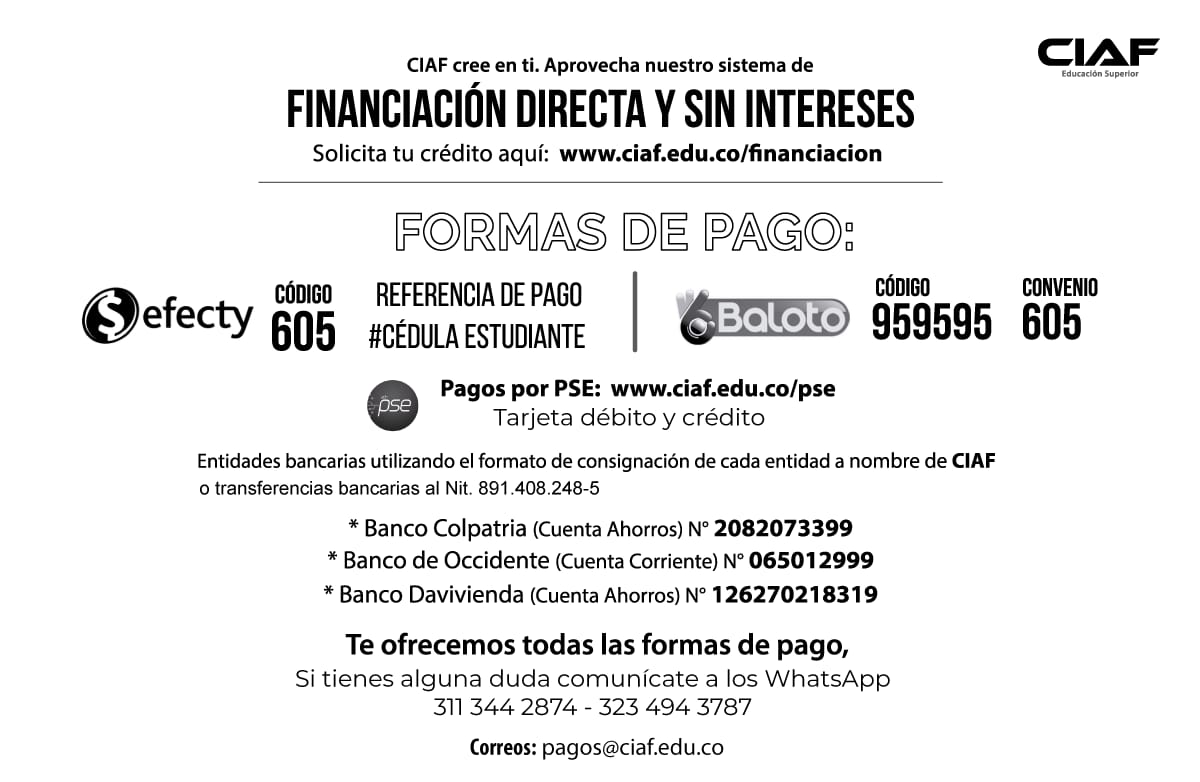 CIAF
Educación Superior
CIAF cree en ti. Aprovecha nuestro sistema de
FINANCIACIÓN DIRECTA Y SIN INTERESES
Solicita tu crédito aquí: www.ciaf.edu.co/financiacion
FORMAS DE PAGO:
$ efecty
CÓDIGO
605
REFERENCIA DE PAGO
#CÉDULA ESTUDIANTE
Baloto
CÓDIGO
959595
CONVENIO
605
pse
Pagos por PSE: www.ciaf.edu.co/pse
Tarjeta débito y crédito
Entidades bancarias utilizando el formato de consignación de cada entidad a nombre de CIAF
o transferencias bancarias al Nit. 891.408.248-5
* Banco Colpatria (Cuenta Ahorros) N° 2082073399
* Banco de Occidente (Cuenta Corriente) N° 065012999
* Banco Davivienda (Cuenta Ahorros) N° 126270218319
Te ofrecemos todas las formas de pago,
Si tienes alguna duda comunícate a los WhatsApp
311 344 2874 - 323 494 3787
Correos: pagos@ciaf.edu.co